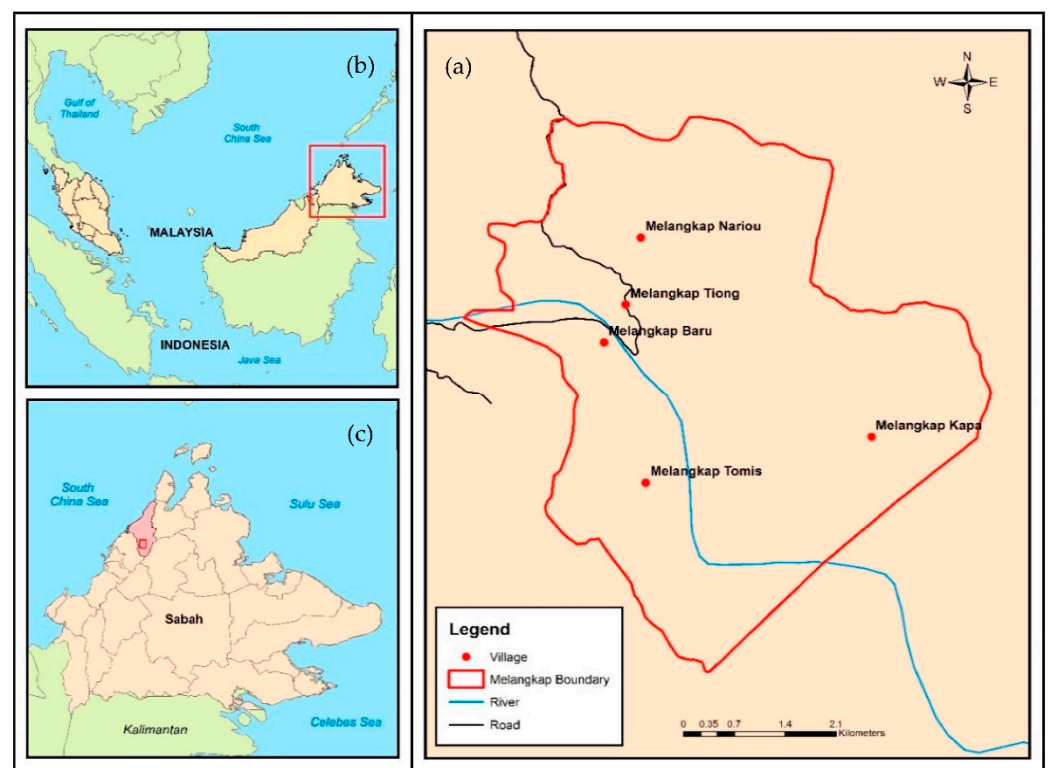 (b)
Gulf of
Thailand
South
China Sea
MALAYSIA
INDONESIA
Java Sea
(c)
South
China Sea
Sulu Sea
Sabah
Kalimantan
Celebes Sea
(a)
N
W E
S
Melangkap Nariou
Melangkap Tiong
Melangkap Baru
Melangkap Kapa
Melangkap Tomis
Legend
Village
Melangkap Boundary
River
Road
0 0.35 0.7 1.4 2.1
Kilometers